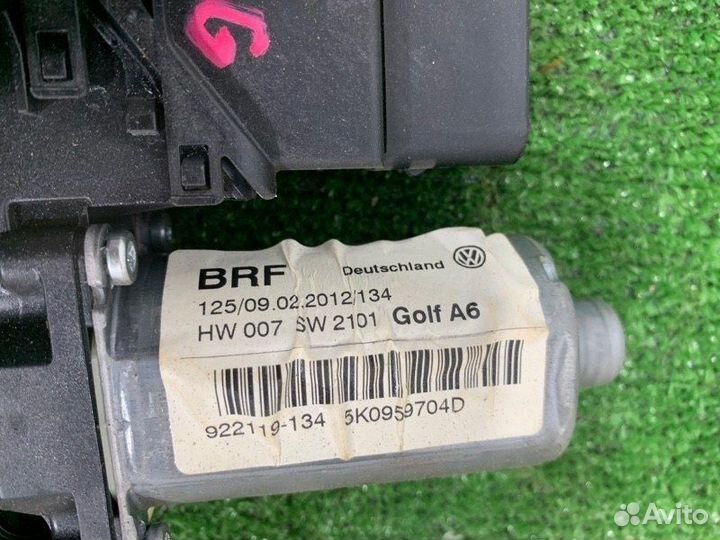 BRF Deutschland
125/09.02.2012/134
HW 007 SW 2101 Golf A6
922119-134 5K0959704D
Avito